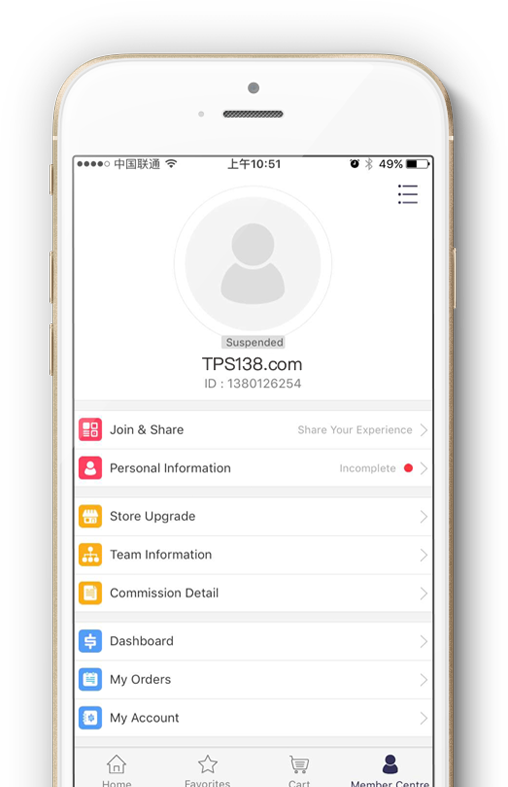 中国联通 上午10:51 49%
Suspended
TPS138.com
ID : 1380126254
Join & Share Share Your Experience
Personal Information Incomplete
Store Upgrade
Team Information
Commission Detail
Dashboard
My Orders
My Account
Home Favorites Cart Member Centre